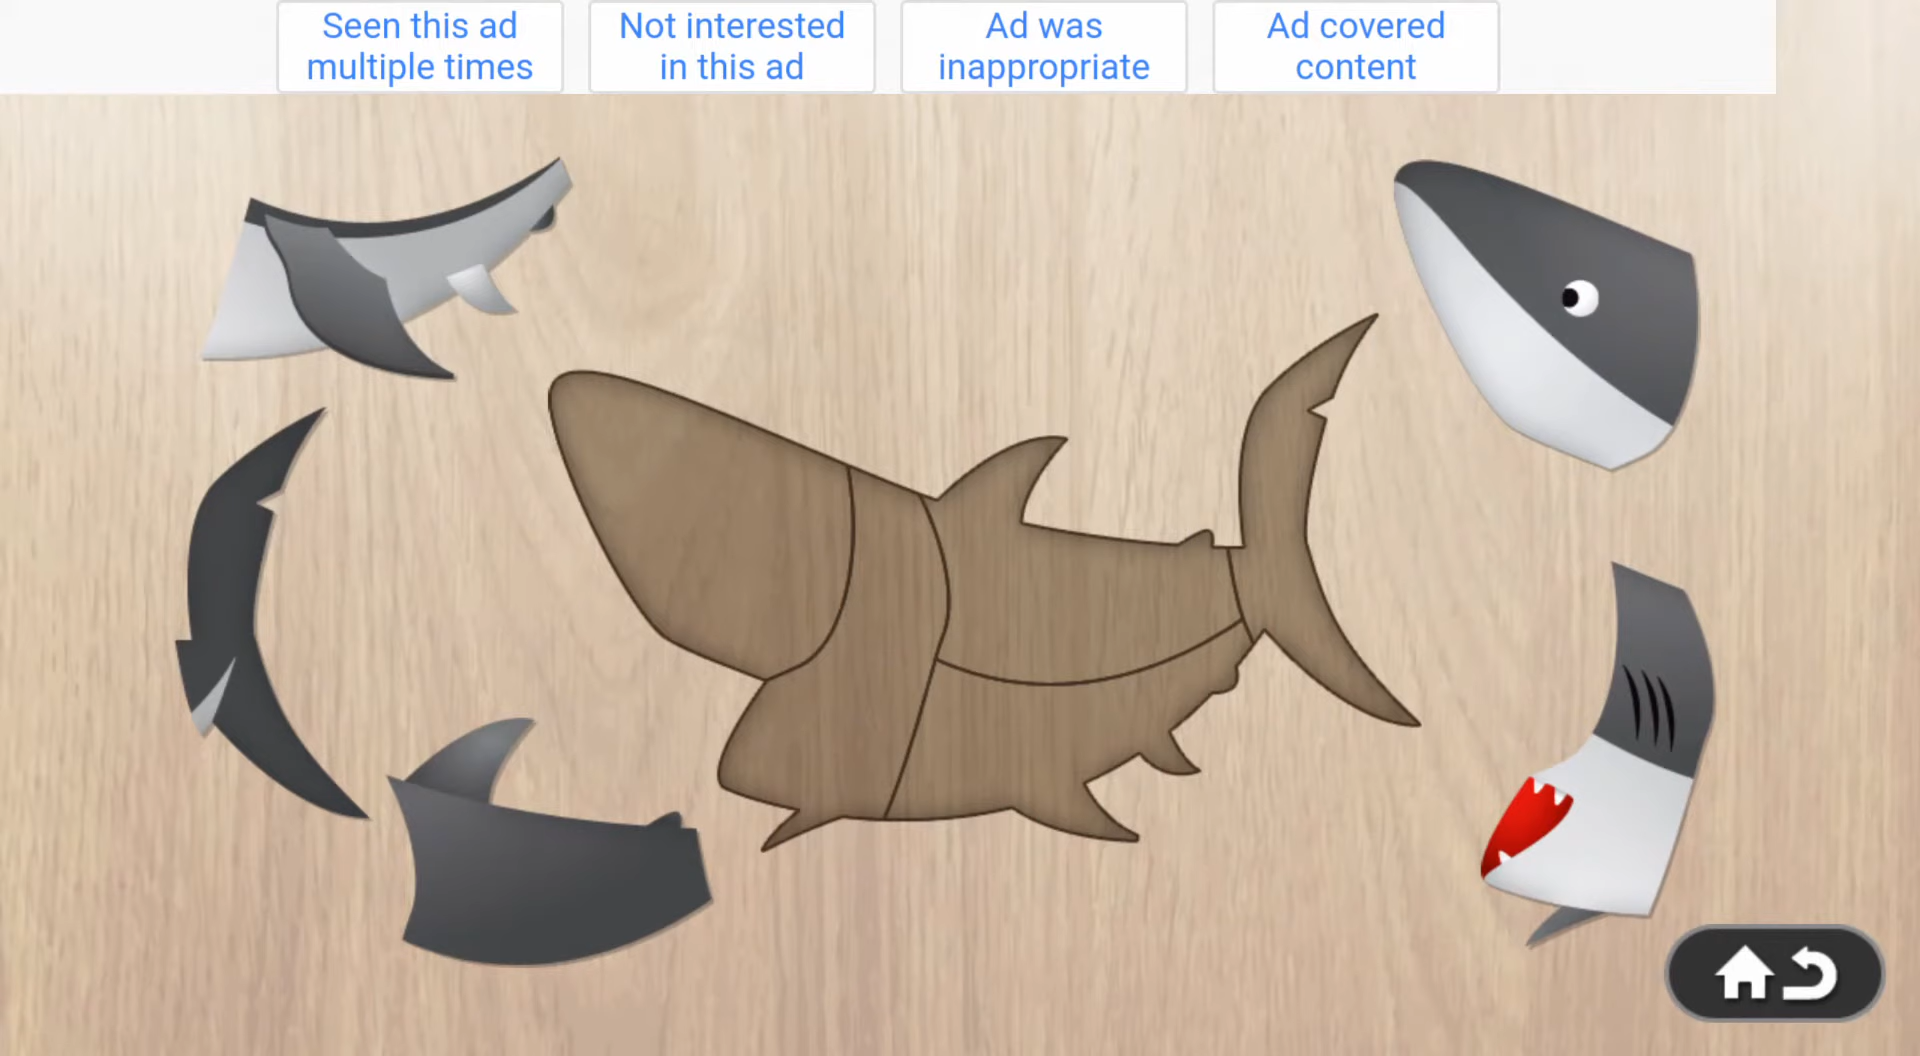 Seen this ad
multiple times
Not interested
in this ad
Ad was
inappropriate
Ad covered
content